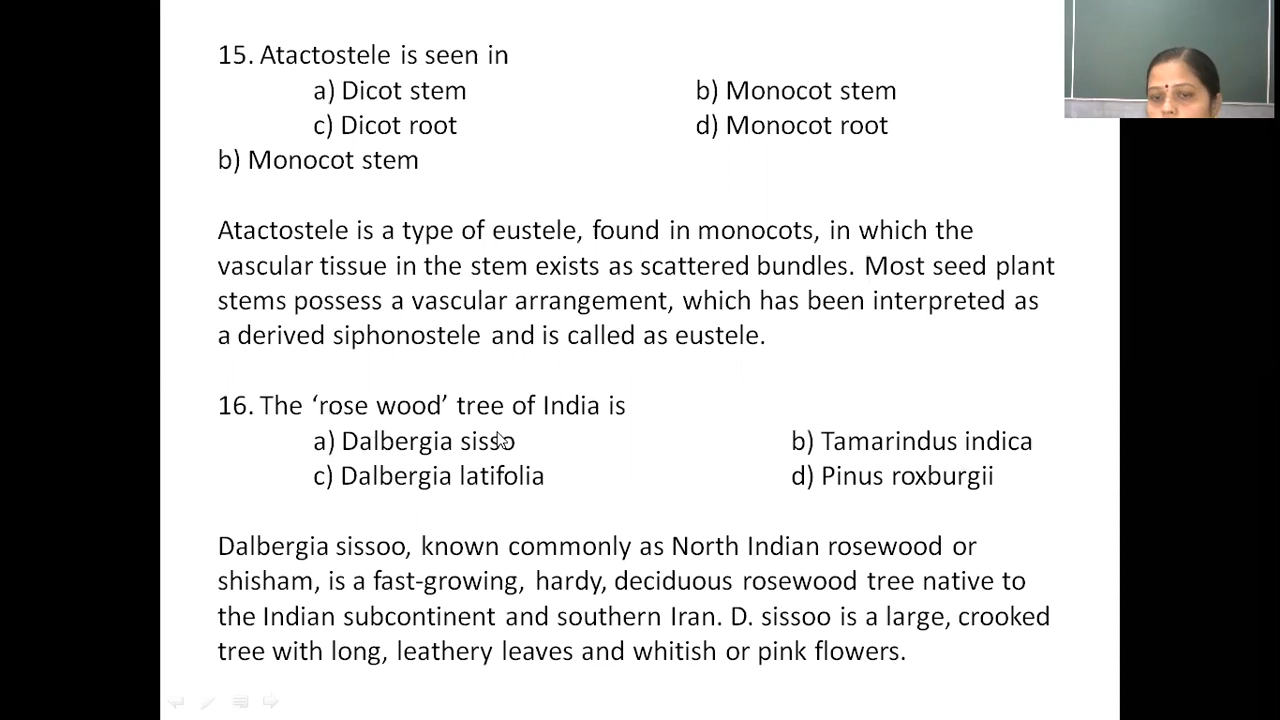 15. Atactostele is seen in
a) Dicot stem b) Monocot stem
c) Dicot root d) Monocot root
b) Monocot stem
Atactostele is a type of eustele, found in monocots, in which the
vascular tissue in the stem exists as scattered bundles. Most seed plant
stems possess a vascular arrangement, which has been interpreted as
a derived siphonostele and is called as eustele.
16. The ‘rose wood’ tree of India is
a) Dalbergia sisso b) Tamarindus indica
c) Dalbergia latifolia d) Pinus roxburgii
Dalbergia sissoo, known commonly as North Indian rosewood or
shisham, is a fast-growing, hardy, deciduous rosewood tree native to
the Indian subcontinent and southern Iran. D. sissoo is a large, crooked
tree with long, leathery leaves and whitish or pink flowers.